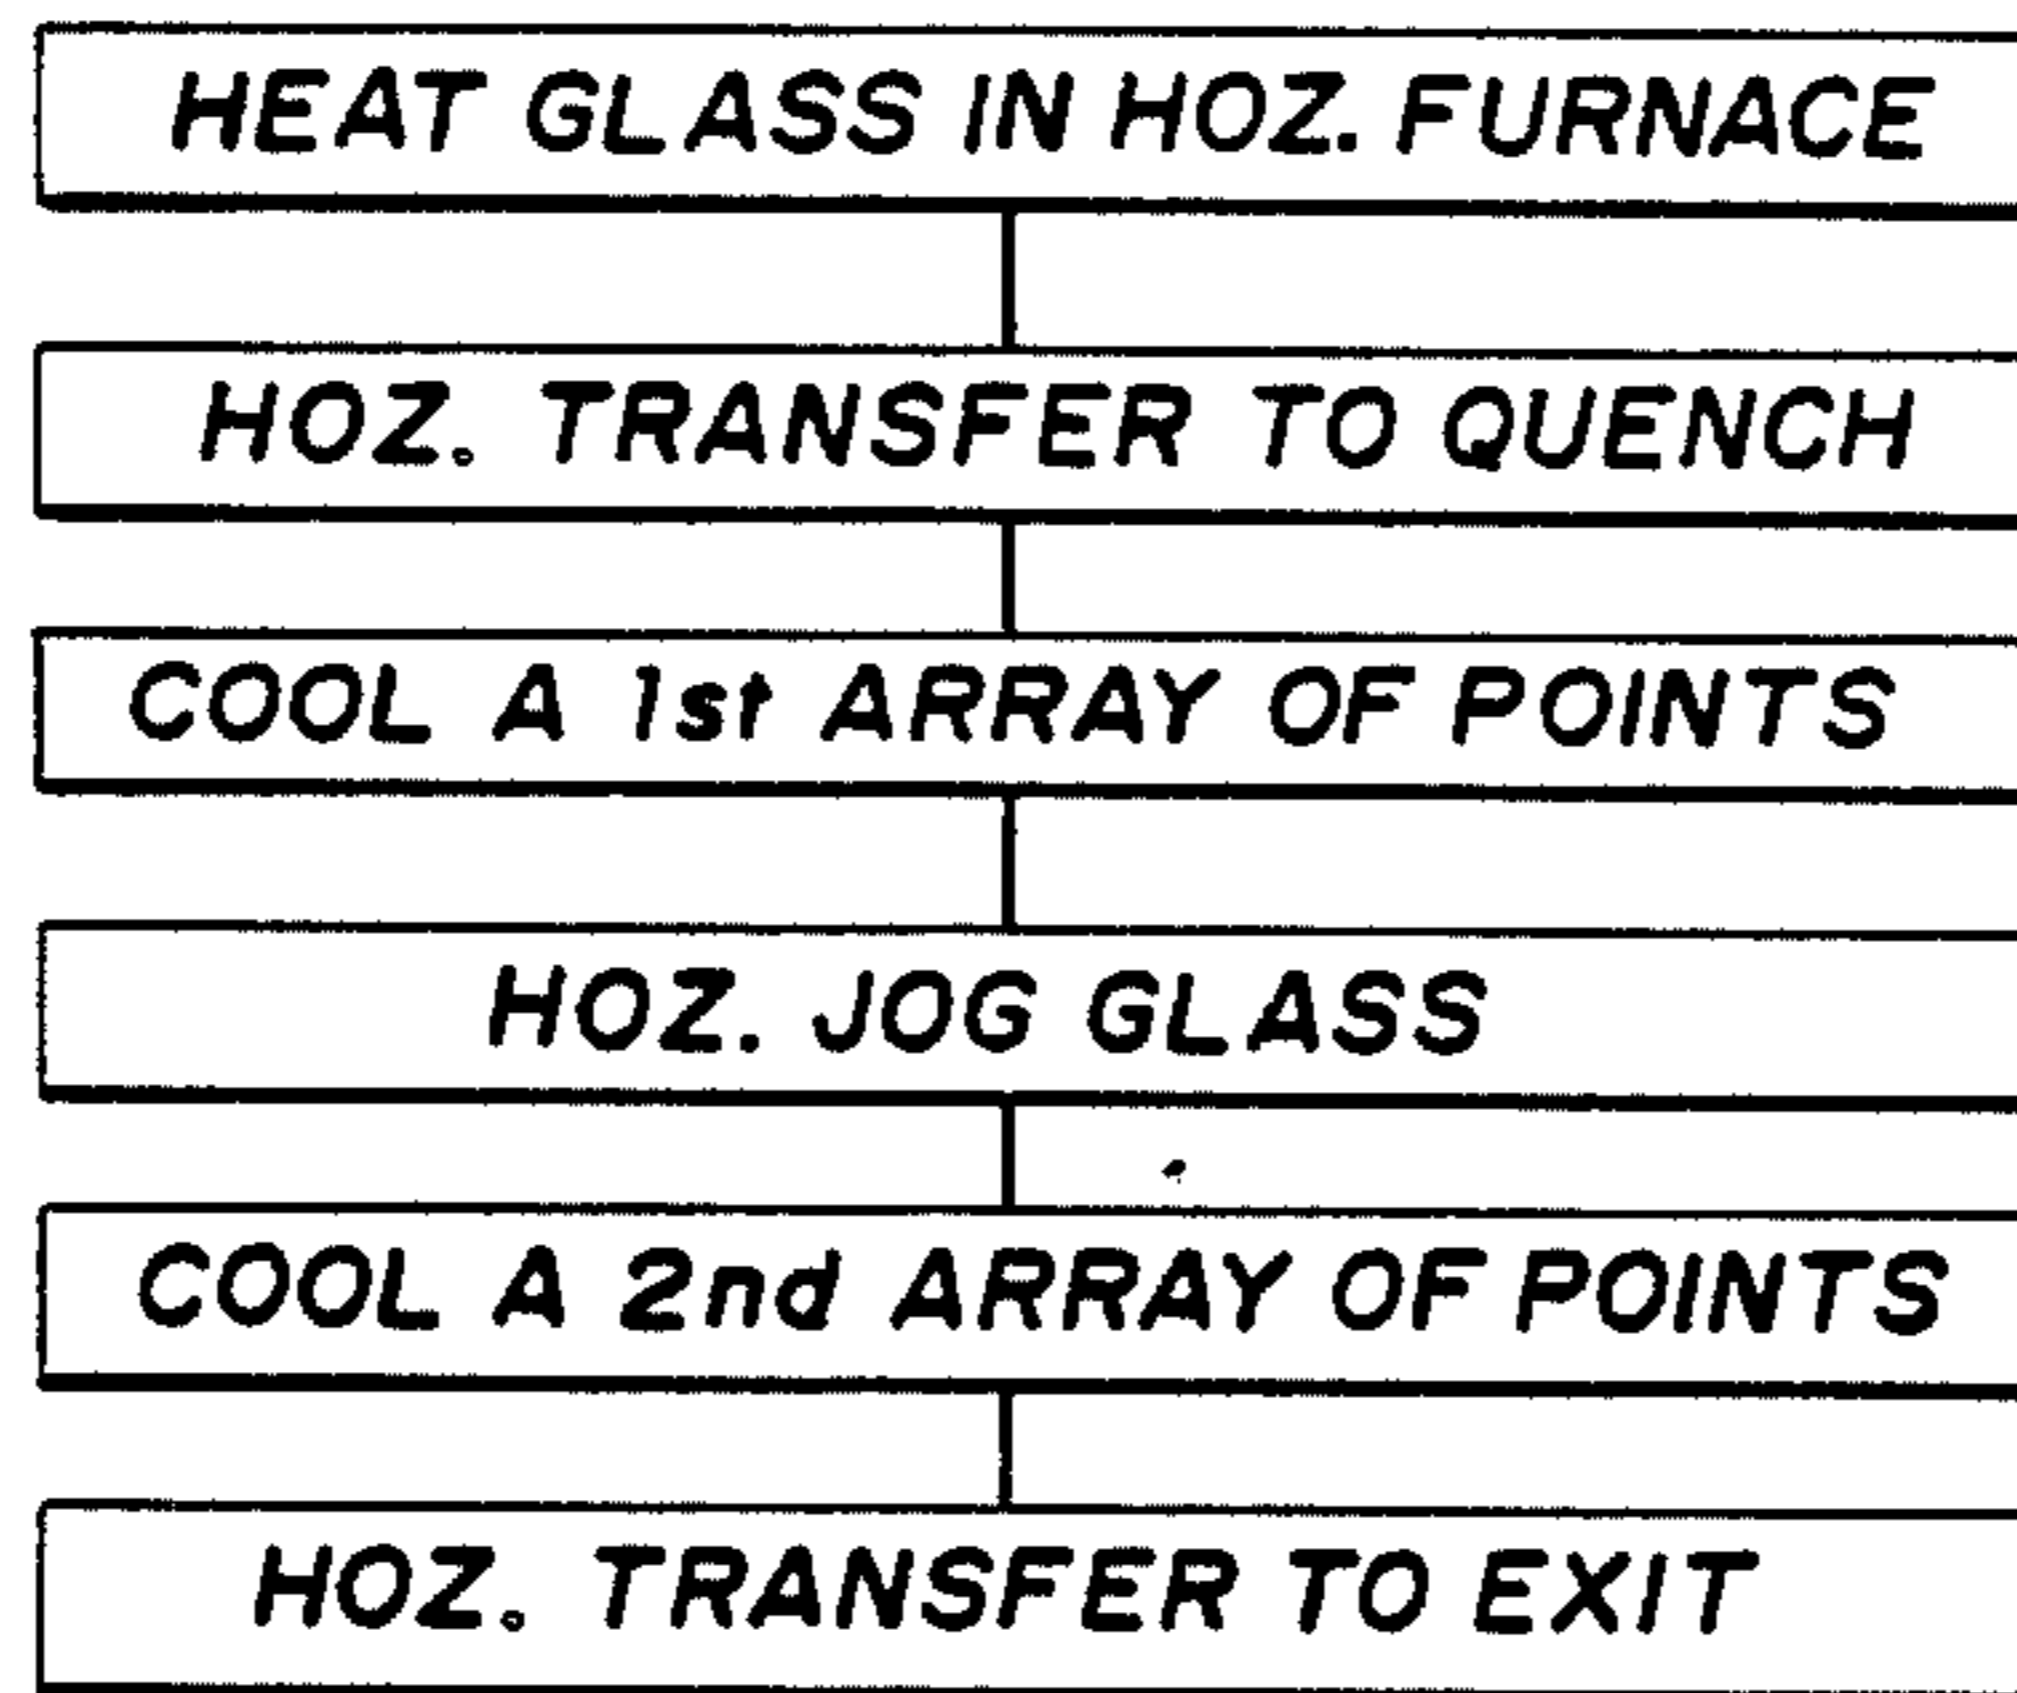 HEAT GLASS IN HOZ. FURNACE
HOZ. TRANSFER TO QUENCH
COOL A 1st ARRAY OF POINTS
HOZ. JOG GLASS
COOL A 2nd ARRAY OF POINTS
HOZ. TRANSFER TO EXIT